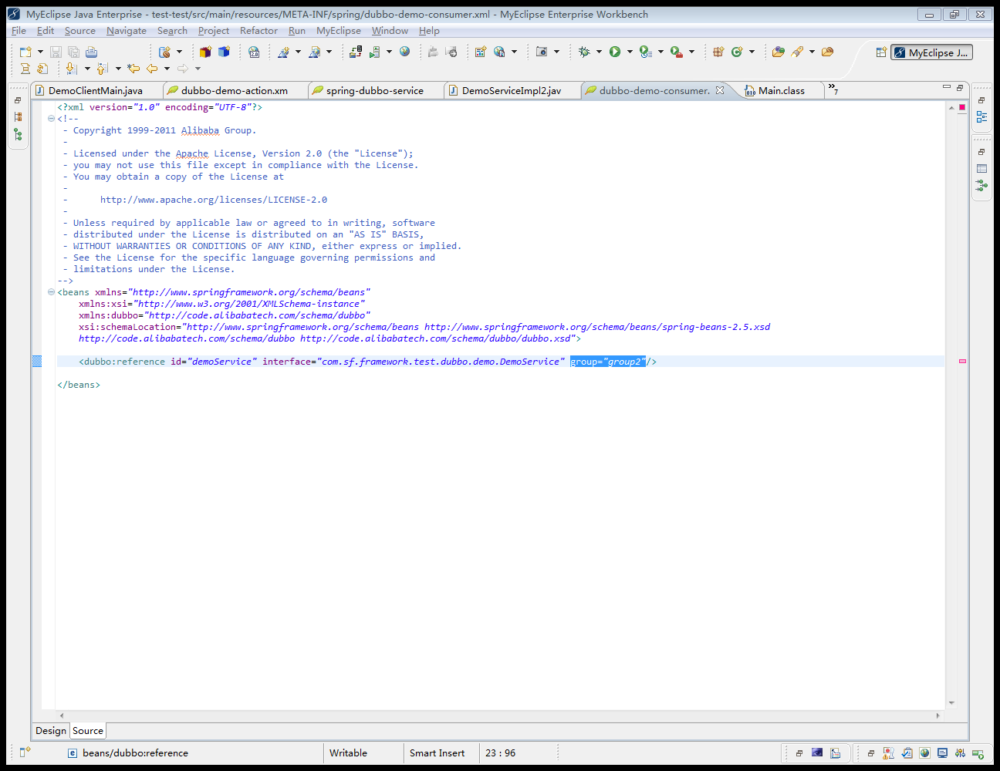 MyEclipse Java Enterprise - test-test/src/main/resources/META-INF/spring/dubbo-demo-consumer.xml - MyEclipse Enterprise Workbench
File Edit Source Navigate Search Project Refactor Run MyEclipse Window Help
MyEclipse J...
DemoClientMain.java dubbo-demo-action.xm spring-dubbo-service DemoServiceImpl2.jav dubbo-demo-consumer. Main.class »7
<?xml version="1.0" encoding="UTF-8"?>
<!--
- Copyright 1999-2011 Alibaba Group.
-
- Licensed under the Apache License, Version 2.0 (the "License");
- you may not use this file except in compliance with the License.
- You may obtain a copy of the License at
-
-      http://www.apache.org/licenses/LICENSE-2.0
-
- Unless required by applicable law or agreed to in writing, software
- distributed under the License is distributed on an "AS IS" BASIS,
- WITHOUT WARRANTIES OR CONDITIONS OF ANY KIND, either express or implied.
- See the License for the specific language governing permissions and
- limitations under the License.
-->
<beans xmlns="http://www.springframework.org/schema/beans"
xmlns:xsi="http://www.w3.org/2001/XMLSchema-instance"
xmlns:dubbo="http://code.alibabatech.com/schema/dubbo"
xsi:schemaLocation="http://www.springframework.org/schema/beans http://www.springframework.org/schema/beans/spring-beans-2.5.xsd
http://code.alibabatech.com/schema/dubbo http://code.alibabatech.com/schema/dubbo/dubbo.xsd">
<dubbo:reference id="demoService" interface="com.sf.framework.test.dubbo.demo.DemoService" group="group2"/>
</beans>
Design Source
beans/dubbo:reference Writable Smart Insert 23 : 96